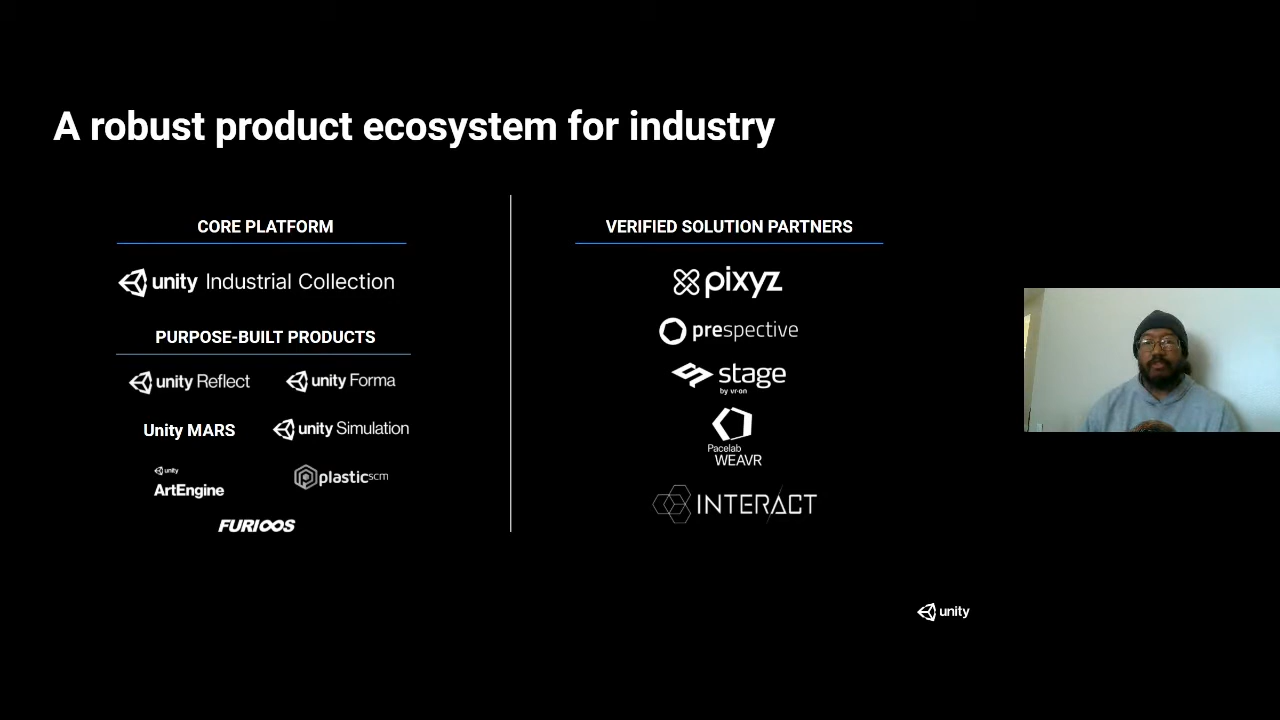 A robust product ecosystem for industry
CORE PLATFORM
unity Industrial Collection
PURPOSE-BUILT PRODUCTS
unity Reflect
unity Forma
Unity MARS
unity Simulation
unity
ArtEngine
plasticscm
FURIOOS
VERIFIED SOLUTION PARTNERS
pixyz
prespective
stage
by vr-on
Pacelab
WEAVR
INTERACT
unity